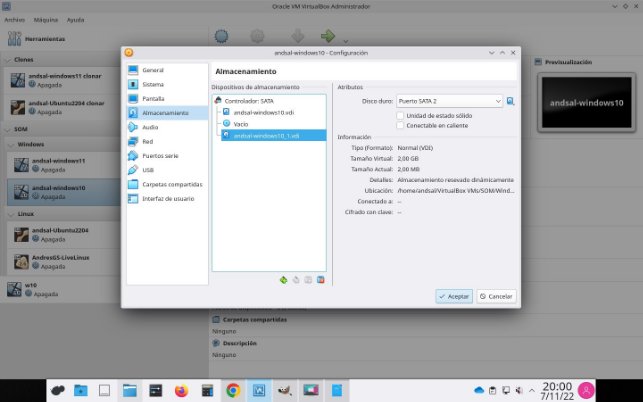 Oracle VM VirtualBox Administrador
Archivo Máquina Ayuda
Herramientas
Clones
andsal-windows11 clonar
Apagada
andsal-Ubuntu2204 clonar
Apagada
SOM
Windows
andsal-windows11
Apagada
andsal-windows10
Apagada
Linux
andsal-Ubuntu2204
Apagada
AndresGS-LiveLinux
Apagada
w10
Apagada
andsal-windows10 - Configuración
General
Sistema
Pantalla
Almacenamiento
Audio
Red
Puertos serie
USB
Carpetas compartidas
Interfaz de usuario
Almacenamiento
Dispositivos de almacenamiento
Controlador: SATA
andsal-windows10.vdi
Vacío
andsal-windows10_1.vdi
Atributos
Disco duro: Puerto SATA 2
Unidad de estado sólido
Conectable en caliente
Información
Tipo (Formato): Normal (VDI)
Tamaño Virtual: 2,00 GB
Tamaño Actual: 2,00 MB
Detalles: Almacenamiento reservado dinámicamente
Ubicación: /home/andsal/VirtualBox VMs/SOM/Wind...
Conectado a: --
Cifrado con clave: --
Aceptar
Cancelar
Previsualización
andsal-windows10
Carpetas compartidas
Ninguno
Descripción
Ninguno
20:00
7/11/22